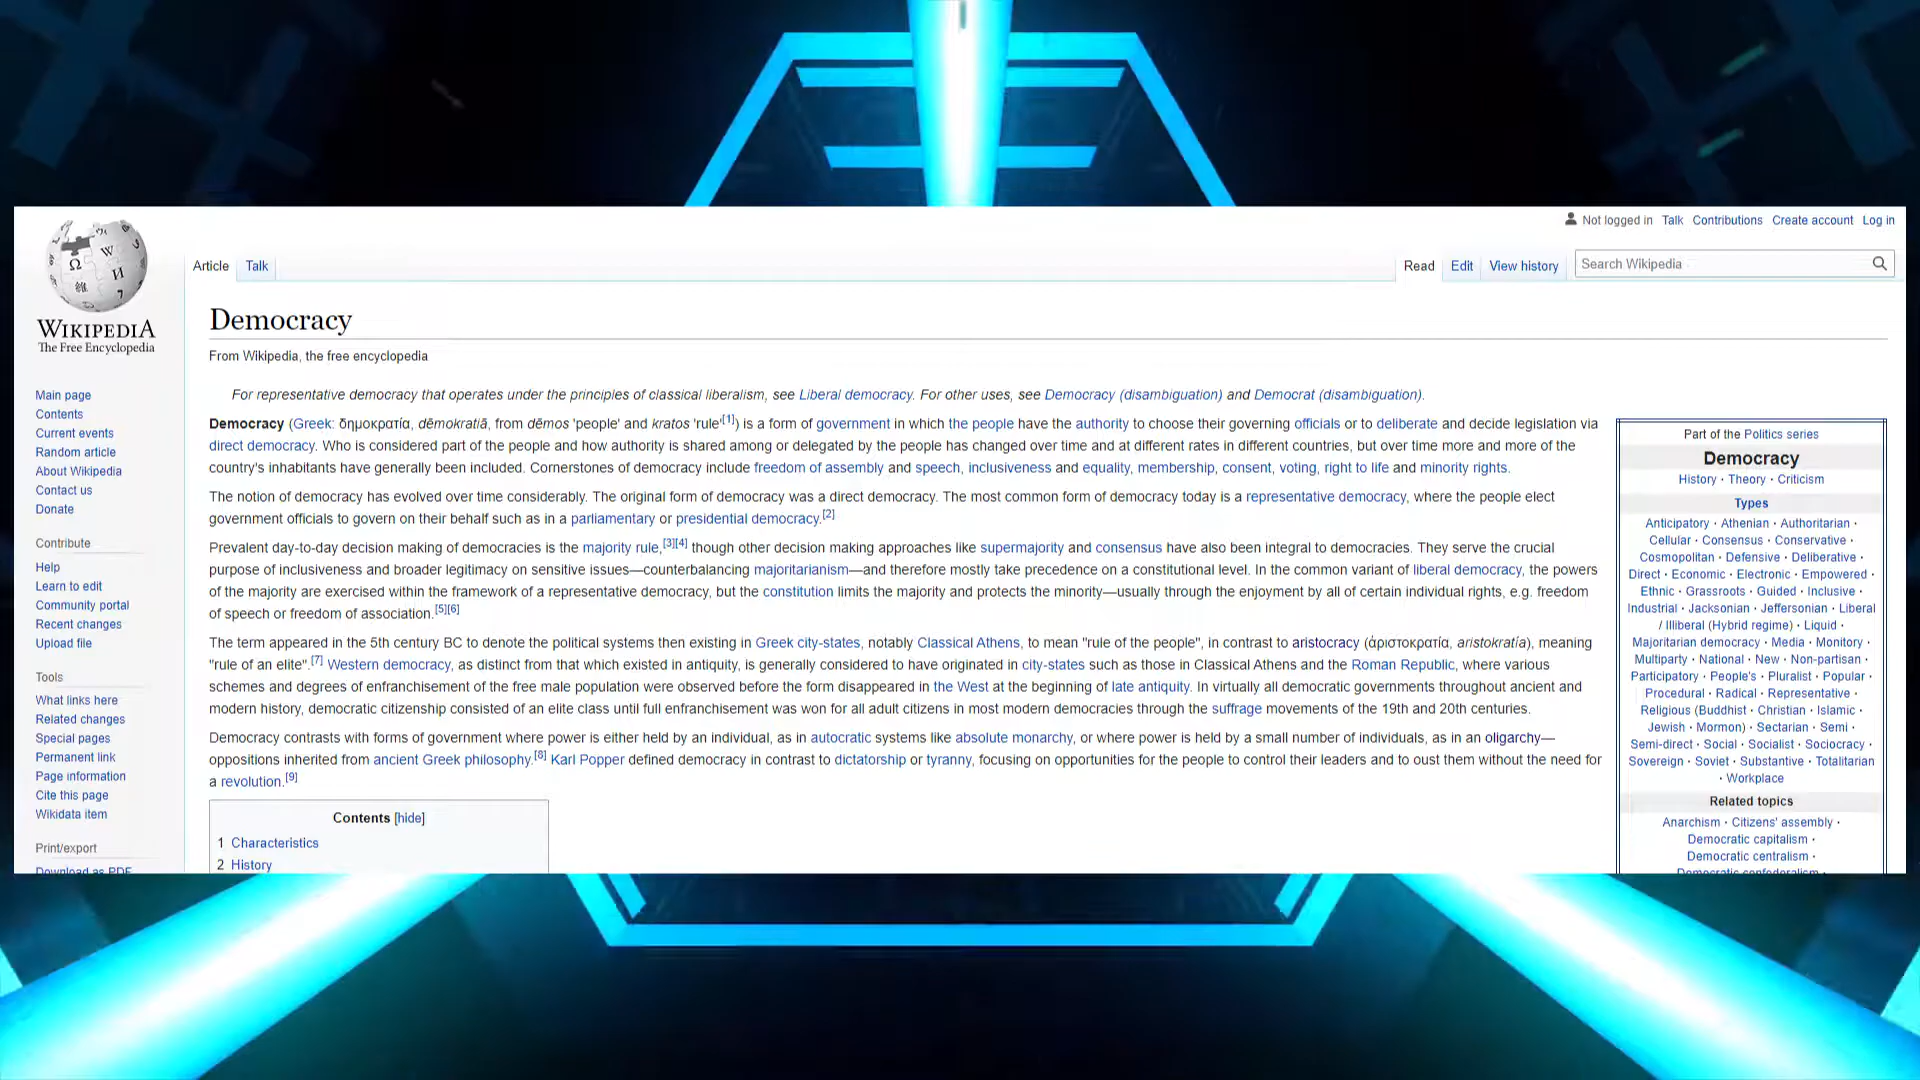 Not logged in Talk Contributions Create account Log in
Article Talk Read Edit View history Search Wikipedia
WIKIPEDIA
The Free Encyclopedia
Main page
Contents
Current events
Random article
About Wikipedia
Contact us
Donate
Contribute
Help
Learn to edit
Community portal
Recent changes
Upload file
Tools
What links here
Related changes
Special pages
Permanent link
Page information
Cite this page
Wikidata item
Print/export
Download as PDF
Democracy
From Wikipedia, the free encyclopedia
For representative democracy that operates under the principles of classical liberalism, see Liberal democracy. For other uses, see Democracy (disambiguation) and Democrat (disambiguation).
Democracy (Greek: δημοκρατία, dēmokratiā, from dēmos 'people' and kratos 'rule'[1]) is a form of government in which the people have the authority to choose their governing officials or to deliberate and decide legislation via
direct democracy. Who is considered part of the people and how authority is shared among or delegated by the people has changed over time and at different rates in different countries, but over time more and more of the
country's inhabitants have generally been included. Cornerstones of democracy include freedom of assembly and speech, inclusiveness and equality, membership, consent, voting, right to life and minority rights.
The notion of democracy has evolved over time considerably. The original form of democracy was a direct democracy. The most common form of democracy today is a representative democracy, where the people elect
government officials to govern on their behalf such as in a parliamentary or presidential democracy.[2]
Prevalent day-to-day decision making of democracies is the majority rule,[3][4] though other decision making approaches like supermajority and consensus have also been integral to democracies. They serve the crucial
purpose of inclusiveness and broader legitimacy on sensitive issues—counterbalancing majoritarianism—and therefore mostly take precedence on a constitutional level. In the common variant of liberal democracy, the powers
of the majority are exercised within the framework of a representative democracy, but the constitution limits the majority and protects the minority—usually through the enjoyment by all of certain individual rights, e.g. freedom
of speech or freedom of association.[5][6]
The term appeared in the 5th century BC to denote the political systems then existing in Greek city-states, notably Classical Athens, to mean "rule of the people", in contrast to aristocracy (ἀριστοκρατία, aristokratía), meaning
"rule of an elite".[7] Western democracy, as distinct from that which existed in antiquity, is generally considered to have originated in city-states such as those in Classical Athens and the Roman Republic, where various
schemes and degrees of enfranchisement of the free male population were observed before the form disappeared in the West at the beginning of late antiquity. In virtually all democratic governments throughout ancient and
modern history, democratic citizenship consisted of an elite class until full enfranchisement was won for all adult citizens in most modern democracies through the suffrage movements of the 19th and 20th centuries.
Democracy contrasts with forms of government where power is either held by an individual, as in autocratic systems like absolute monarchy, or where power is held by a small number of individuals, as in an oligarchy—
oppositions inherited from ancient Greek philosophy.[8] Karl Popper defined democracy in contrast to dictatorship or tyranny, focusing on opportunities for the people to control their leaders and to oust them without the need for
a revolution.[9]
Contents [hide]
1 Characteristics
2 History
Part of the Politics series
Democracy
History · Theory · Criticism
Types
Anticipatory · Athenian · Authoritarian ·
Cellular · Consensus · Conservative ·
Cosmopolitan · Defensive · Deliberative ·
Direct · Economic · Electronic · Empowered ·
Ethnic · Grassroots · Guided · Inclusive ·
Industrial · Jacksonian · Jeffersonian · Liberal
/ Illiberal (Hybrid regime) · Liquid ·
Majoritarian democracy · Media · Monitory ·
Multiparty · National · New · Non-partisan ·
Participatory · People's · Pluralist · Popular ·
Procedural · Radical · Representative ·
Religious (Buddhist · Christian · Islamic ·
Jewish · Mormon) · Sectarian · Semi ·
Semi-direct · Social · Socialist · Sociocracy ·
Sovereign · Soviet · Substantive · Totalitarian
· Workplace
Related topics
Anarchism · Citizens' assembly ·
Democratic capitalism ·
Democratic centralism ·
Democratic confederalism ·